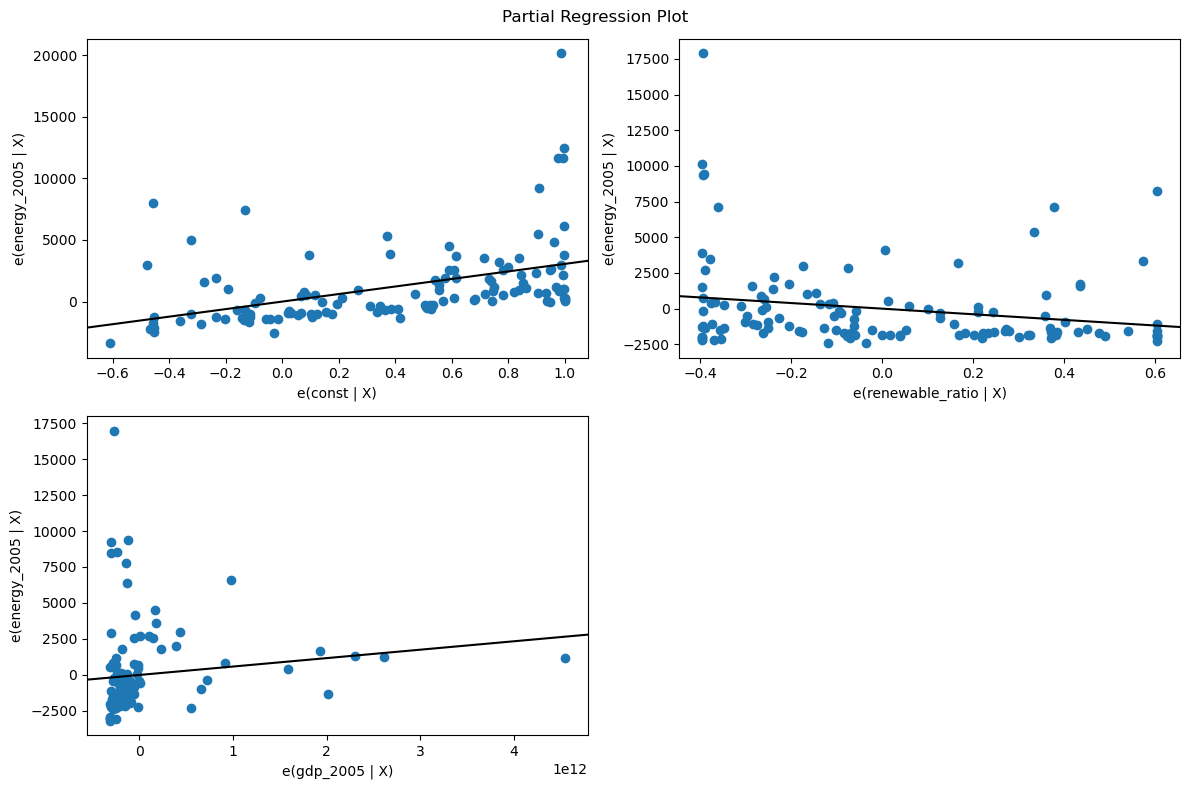 Partial Regression Plot
20000
15000
10000
5000
0
e(energy_2005 | X)
−0.6 −0.4 −0.2 0.0 0.2 0.4 0.6 0.8 1.0
e(const | X)
17500
15000
12500
10000
7500
5000
2500
0
−2500
e(energy_2005 | X)
−0.4 −0.2 0.0 0.2 0.4 0.6
e(renewable_ratio | X)
17500
15000
12500
10000
7500
5000
2500
0
−2500
e(energy_2005 | X)
0 1 2 3 4
1e12
e(gdp_2005 | X)